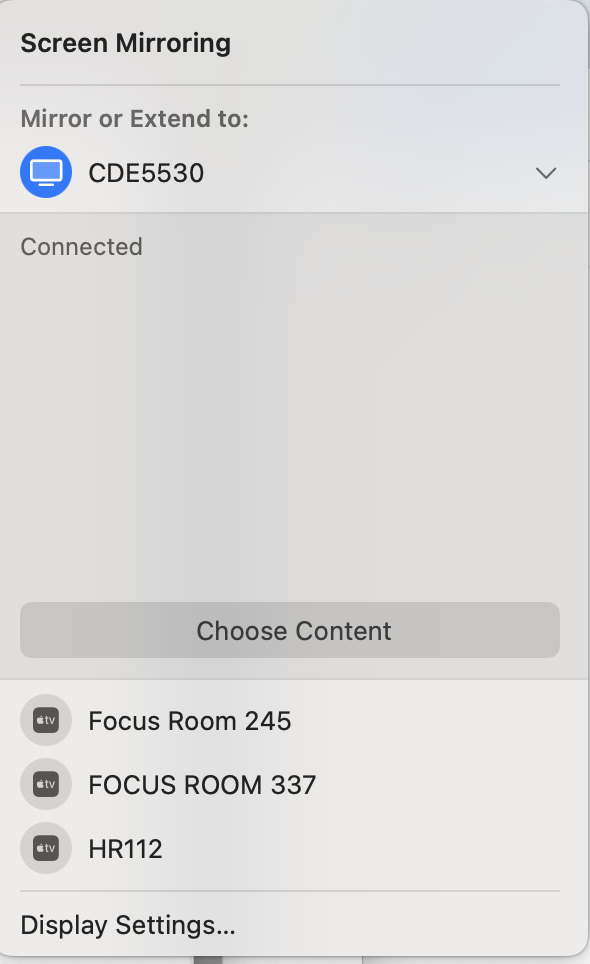 Screen Mirroring
Mirror or Extend to:
CDE5530
Connected
Choose Content
tv Focus Room 245
tv FOCUS ROOM 337
tv HR112
Display Settings...